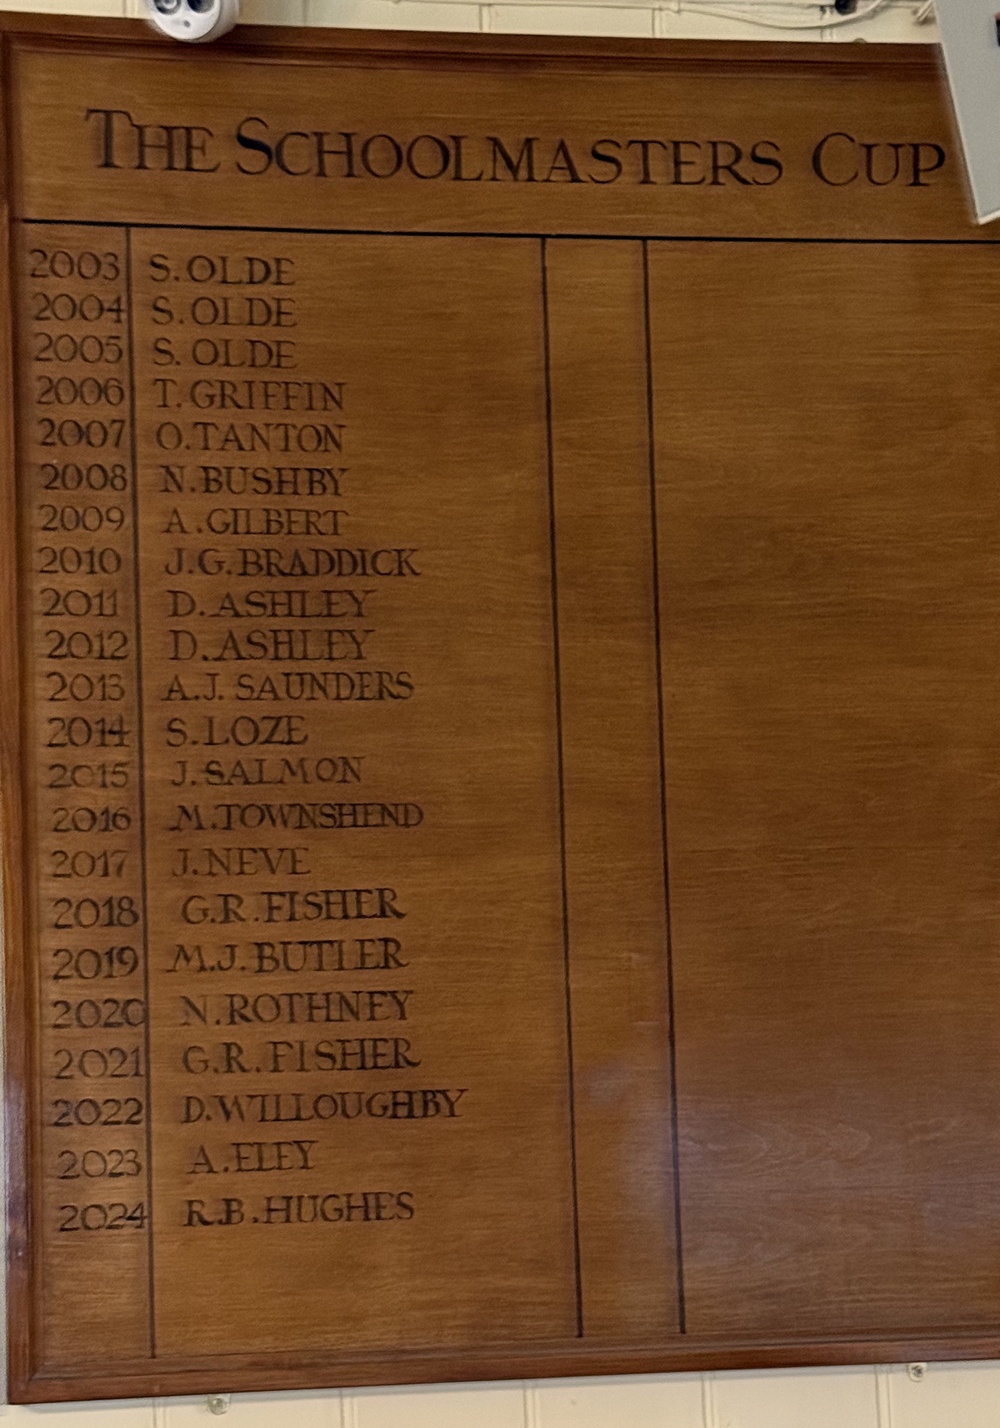 THE SCHOOLMASTERS CUP
2003 S. OLDE
2004 S. OLDE
2005 S. OLDE
2006 T. GRIFFIN
2007 O. TANTON
2008 N. BUSHBY
2009 A. GILBERT
2010 J. G. BRADDICK
2011 D. ASHLEY
2012 D. ASHLEY
2013 A. J. SAUNDERS
2014 S. LOZE
2015 J. SALMON
2016 M. TOWNSHEND
2017 J. NEVE
2018 G. R. FISHER
2019 M. J. BUTLER
2020 N. ROTHNEY
2021 G. R. FISHER
2022 D. WILLOUGHBY
2023 A. ELEY
2024 R. B. HUGHES